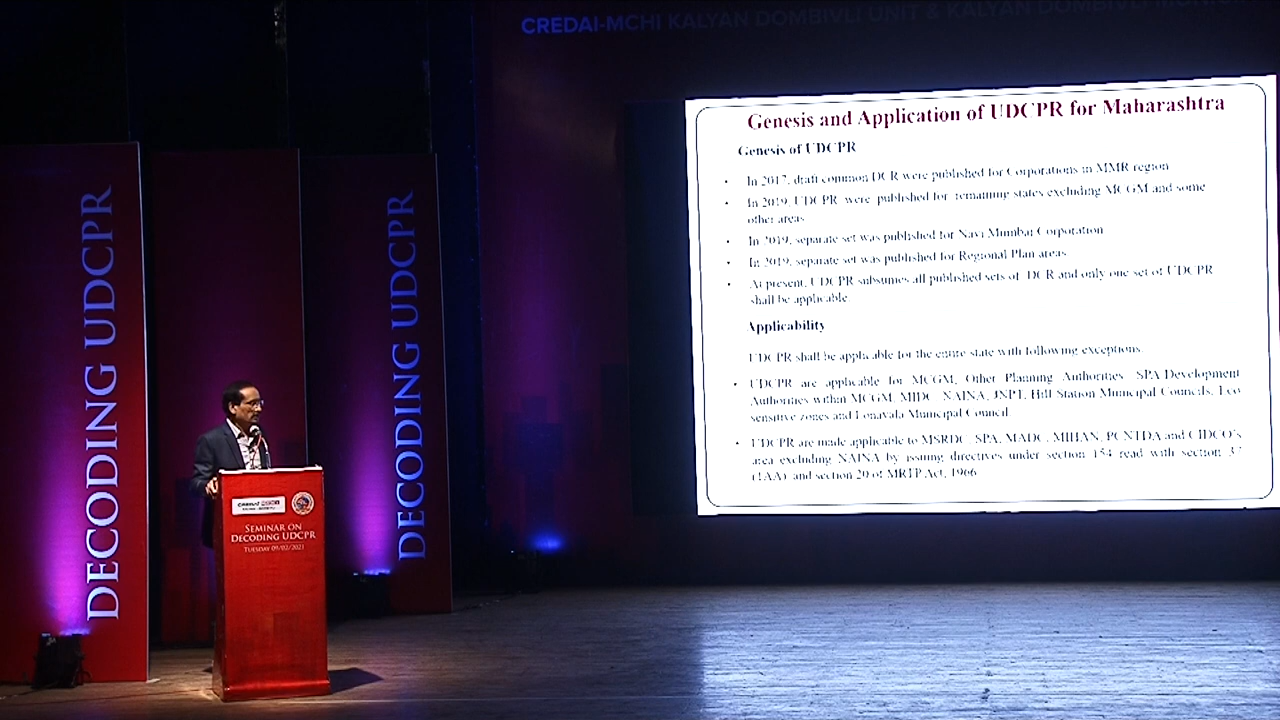 CREDAI-MCHI KALYAN DOMBIVLI UNIT & KALYAN DOMBIVLI
Genesis and Application of UDCPR for Maharashtra
Genesis of UDCPR
• In 2017, draft common DCR were published for Corporations in MMR region
• In 2019, UDCPR were published for remaining states excluding MCGM and some
other areas
• In 2019, separate set was published for Navi Mumbai Corporation
• In 2019, separate set was published for Regional Plan areas
• At present, UDCPR subsumes all published sets of DCR and only one set of UDCPR
shall be applicable.
Applicability
UDCPR shall be applicable for the entire state with following exceptions.
• UDCPR are applicable for MCGM, Other Planning Authorities SPA Development
Authorities within MCGM, MIDC NAINA, JNPT, Hill Station Municipal Councils, Eco
sensitive zones and Lonavala Municipal Council.
• UDCPR are made applicable to MSRDC SPA, MADC MIHAN, PCNTDA and CIDCO's
area excluding NAINA by issuing directives under section 154 read with section 37
(1AA) and section 20 of MRTP Act, 1966
DECODING UDCPR
DECODING UDCPR
CREDAI MCHI
SEMINAR ON
DECODING UDCPR
TUESDAY 09/02/2021